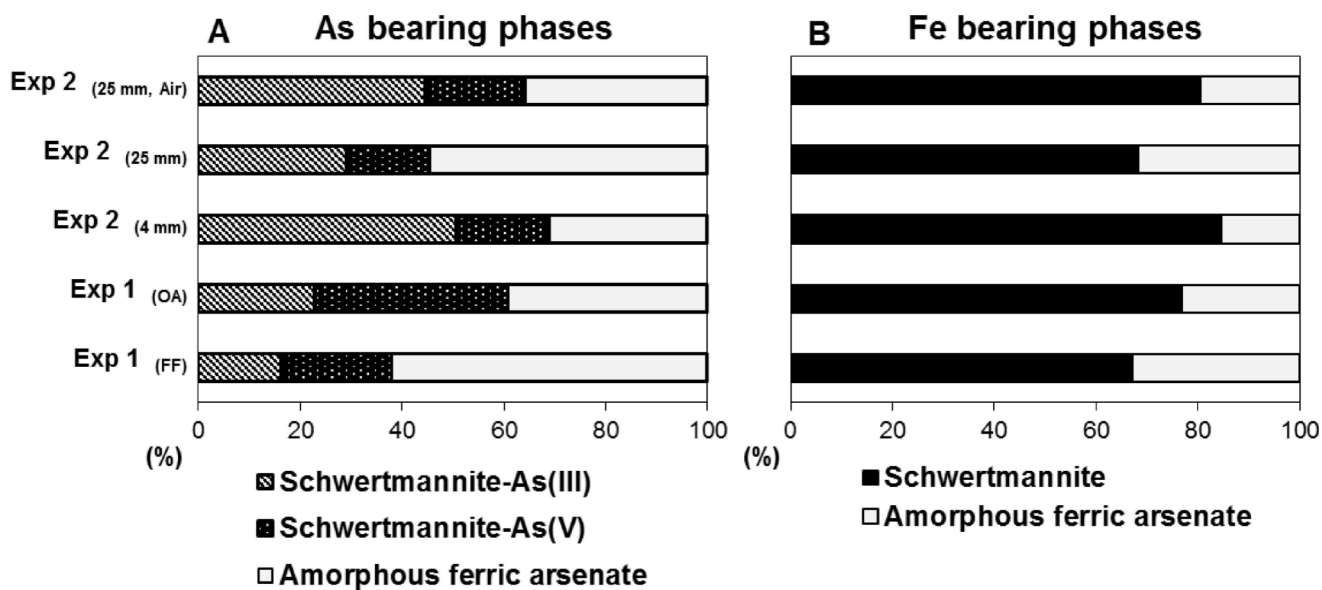 A As bearing phases
B Fe bearing phases
Exp 2 (25 mm, Air)
Exp 2 (25 mm)
Exp 2 (4 mm)
Exp 1 (OA)
Exp 1 (FF)
0 20 40 60 80 100
(%)
0 20 40 60 80 100
(%)
Schwertmannite-As(III)
Schwertmannite-As(V)
Amorphous ferric arsenate
Schwertmannite
Amorphous ferric arsenate